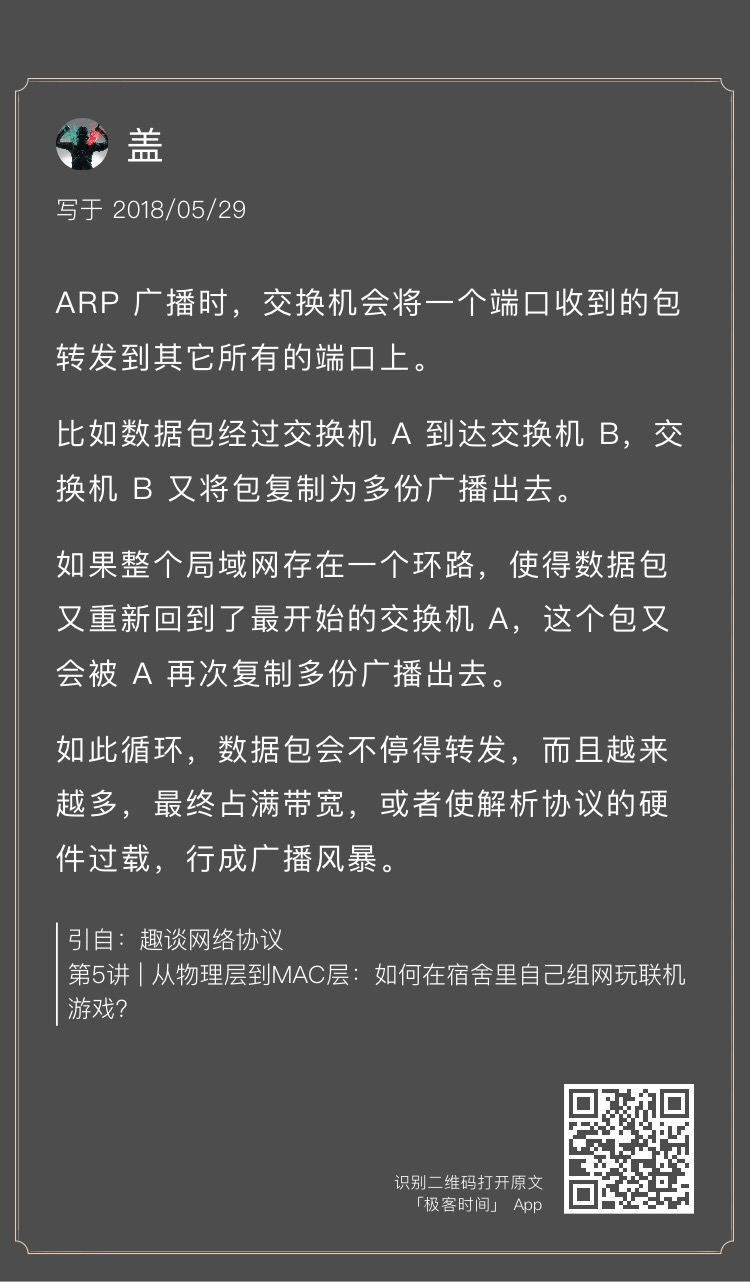 盖
写于 2018/05/29
ARP 广播时，交换机会将一个端口收到的包
转发到其它所有的端口上。
比如数据包经过交换机 A 到达交换机 B，交
换机 B 又将包复制为多份广播出去。
如果整个局域网存在一个环路，使得数据包
又重新回到了最开始的交换机 A，这个包又
会被 A 再次复制多份广播出去。
如此循环，数据包会不停得转发，而且越来
越多，最终占满带宽，或者使解析协议的硬
件过载，行成广播风暴。
引自：趣谈网络协议
第5讲 | 从物理层到MAC层：如何在宿舍里自己组网玩联机
游戏？
识别二维码打开原文
「极客时间」 App